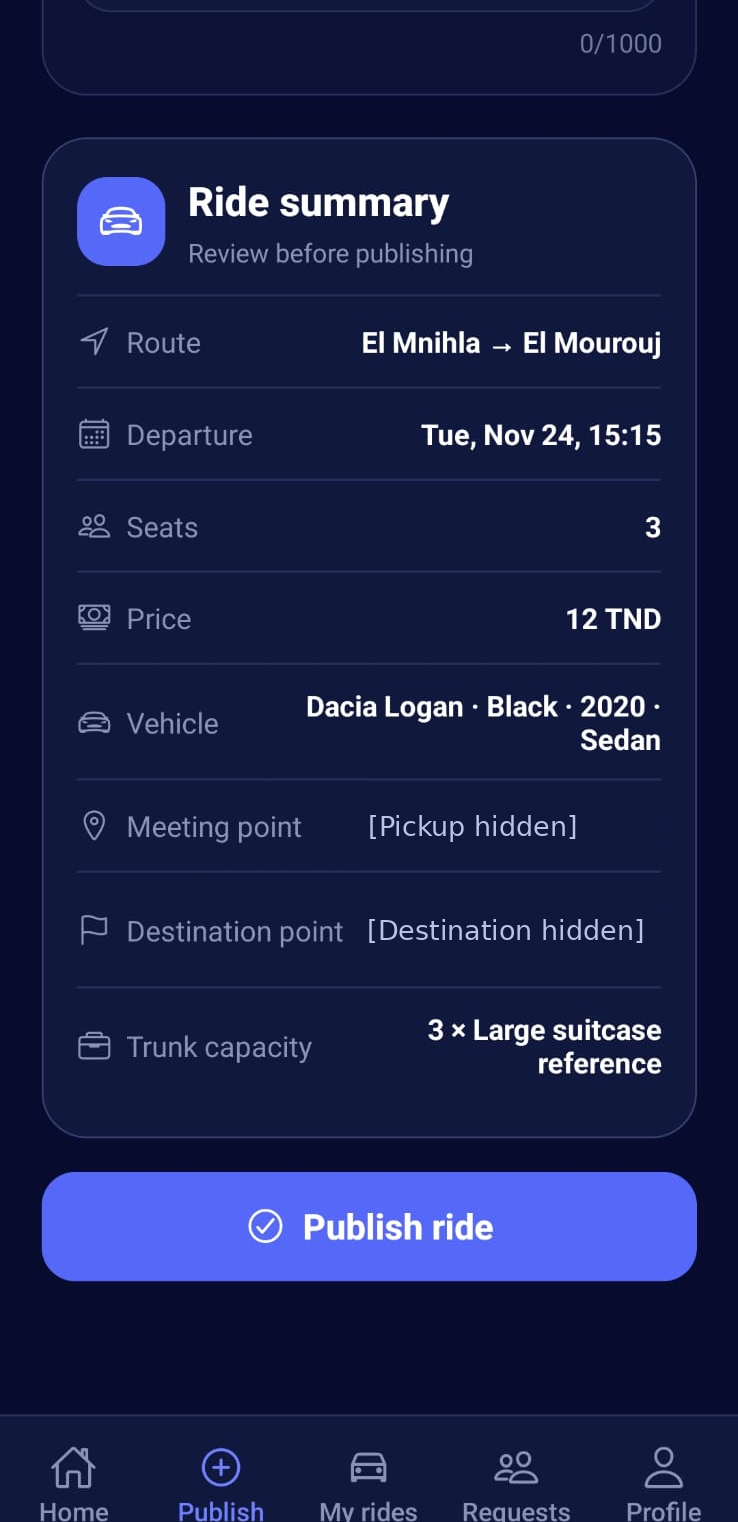 0/1000
Ride summary
Review before publishing
Route El Mnihla → El Mourouj
Departure Tue, Nov 24, 15:15
Seats 3
Price 12 TND
Vehicle Dacia Logan · Black · 2020 ·
Sedan
Meeting point [Pickup hidden]
Destination point [Destination hidden]
Trunk capacity 3 × Large suitcase
reference
Publish ride
Home Publish My rides Requests Profile